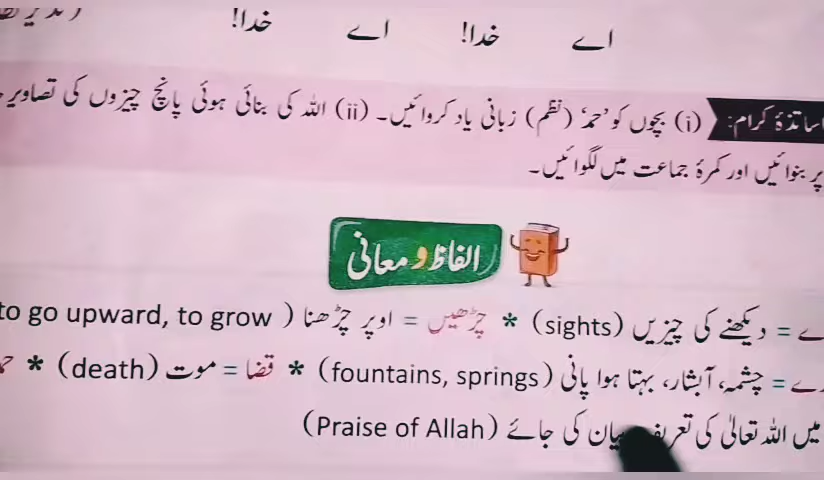 اے خدا! اے خدا!
اساتذۂ کرام: (i) بچوں کو 'حمد' (نظم) زبانی یاد کروائیں۔ (ii) اللہ کی بنائی ہوئی پانچ چیزوں کی تصاویر
پر بنوائیں اور کمرۂ جماعت میں لگوائیں۔
الفاظ و معانی
= دیکھنے کی چیزیں (sights) * چڑھیں = اوپر چڑھنا (to go upward, to grow
= چشمہ، آبشار، بہتا ہوا پانی (fountains, springs) * قضا = موت (death) *
میں اللہ تعالیٰ کی تعریف بیان کی جائے (Praise of Allah)